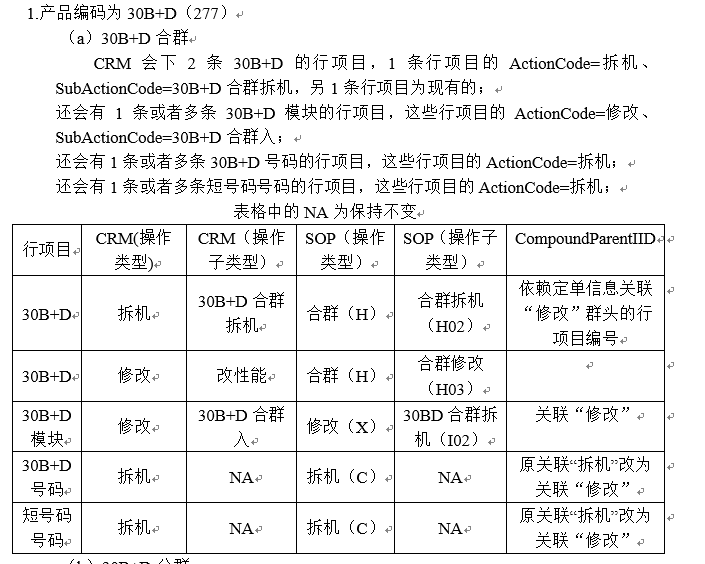 1.产品编码为 30B+D（277）
（a）30B+D 合群
CRM 会下 2 条 30B+D 的行项目，1 条行项目的 ActionCode=拆机、
SubActionCode=30B+D 合群拆机，另 1 条行项目为现有的；
还会有 1 条或者多条 30B+D 模块的行项目，这些行项目的 ActionCode=修改、
SubActionCode=30B+D 合群入；
还会有 1 条或者多条 30B+D 号码的行项目，这些行项目的 ActionCode=拆机；
还会有 1 条或者多条短号码号码的行项目，这些行项目的 ActionCode=拆机；
表格中的 NA 为保持不变
行项目 CRM(操作类型) CRM（操作子类型） SOP（操作类型） SOP（操作子类型） CompoundParentIID
30B+D 拆机 30B+D 合群拆机 合群（H） 合群拆机（H02） 依赖定单信息关联“修改”群头的行项目编号
30B+D 修改 改性能 合群（H） 合群修改（H03）
30B+D 模块 修改 30B+D 合群入 修改（X） 30BD 合群拆机（I02） 关联“修改”
30B+D 号码 拆机 NA 拆机（C） NA 原关联“拆机”改为关联“修改”
短号码号码 拆机 NA 拆机（C） NA 原关联“拆机”改为关联“修改”